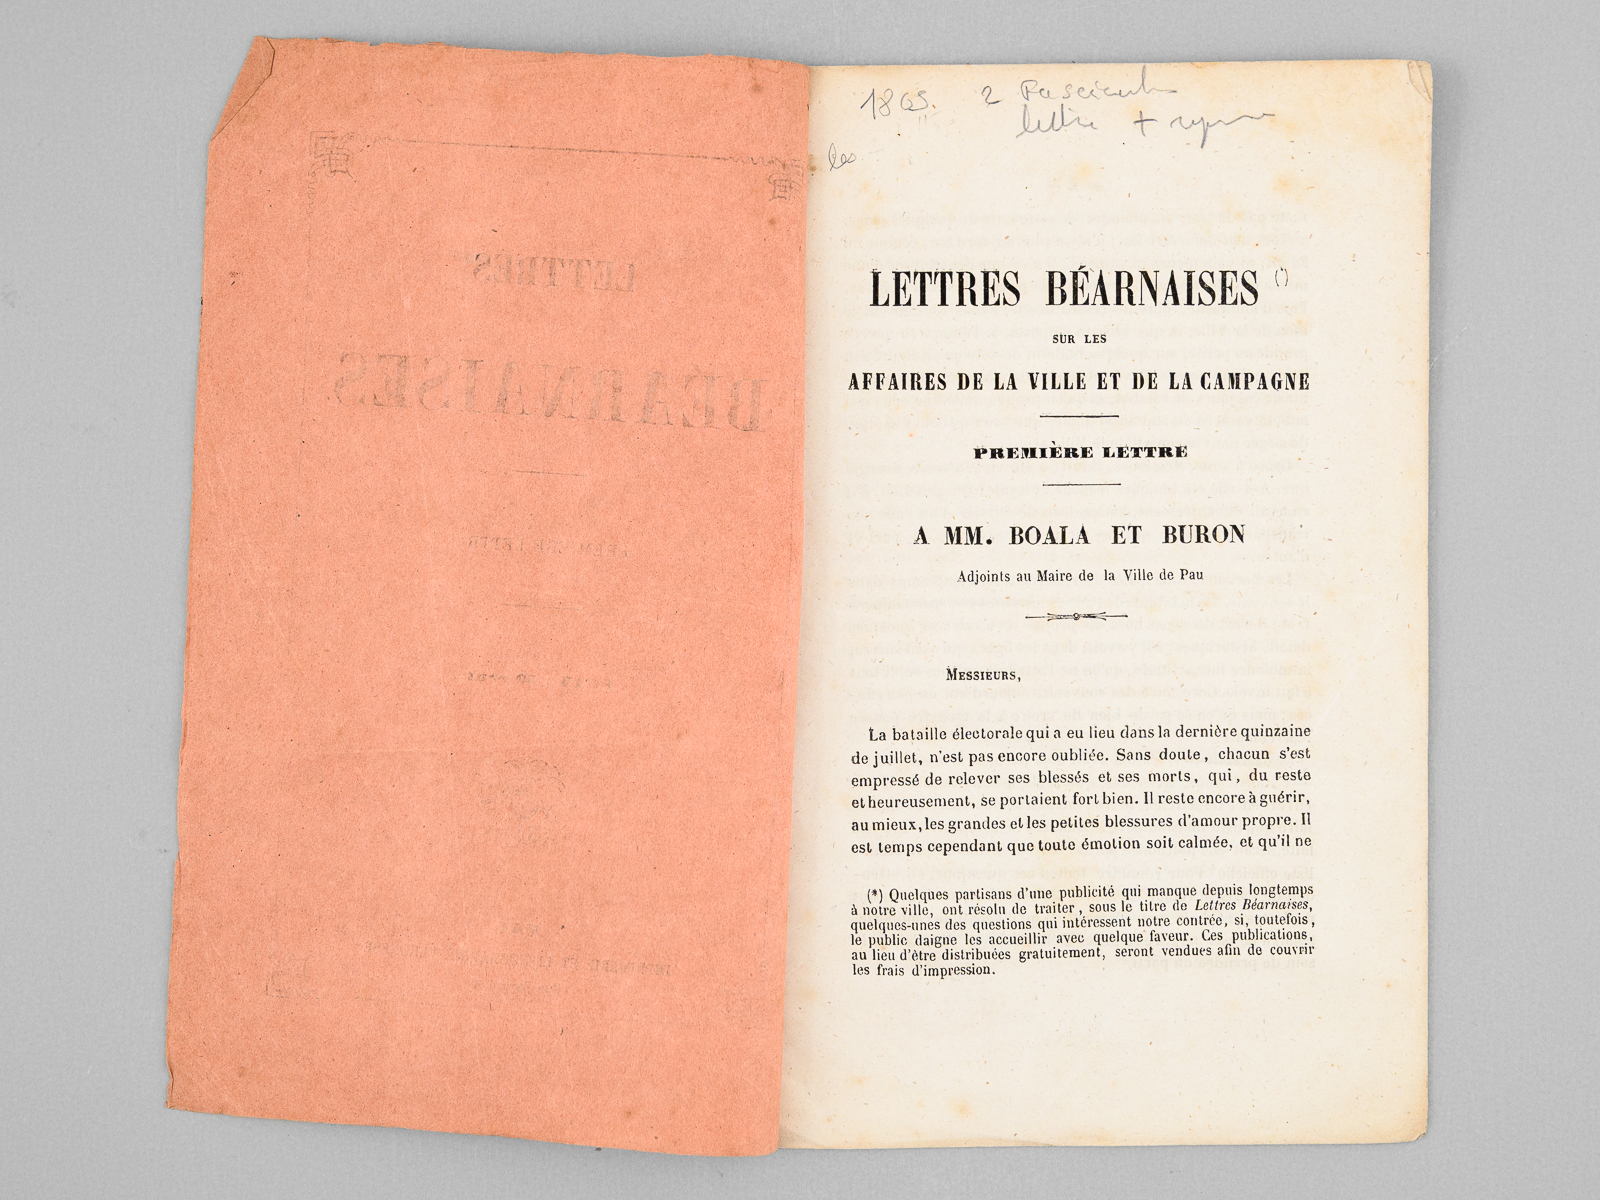 LETTRES
BÉARNAISES
1865. 2 Fascicules
lettre +
les
LETTRES BÉARNAISES (*)
SUR LES
AFFAIRES DE LA VILLE ET DE LA CAMPAGNE
PREMIÈRE LETTRE
A MM. BOALA ET BURON
Adjoints au Maire de la Ville de Pau
MESSIEURS,
La bataille électorale qui a eu lieu dans la dernière quinzaine
de juillet, n'est pas encore oubliée. Sans doute, chacun s'est
empressé de relever ses blessés et ses morts, qui, du reste
et heureusement, se portaient fort bien. Il reste encore à guérir,
au mieux, les grandes et les petites blessures d'amour propre. Il
est temps cependant que toute émotion soit calmée, et qu'il ne
(*) Quelques partisans d'une publicité qui manque depuis longtemps
à notre ville, ont résolu de traiter, sous le titre de Lettres Béarnaises,
quelques-unes des questions qui intéressent notre contrée, si, toutefois,
le public daigne les accueillir avec quelque faveur. Ces publications,
au lieu d'être distribuées gratuitement, seront vendues afin de couvrir
les frais d'impression.